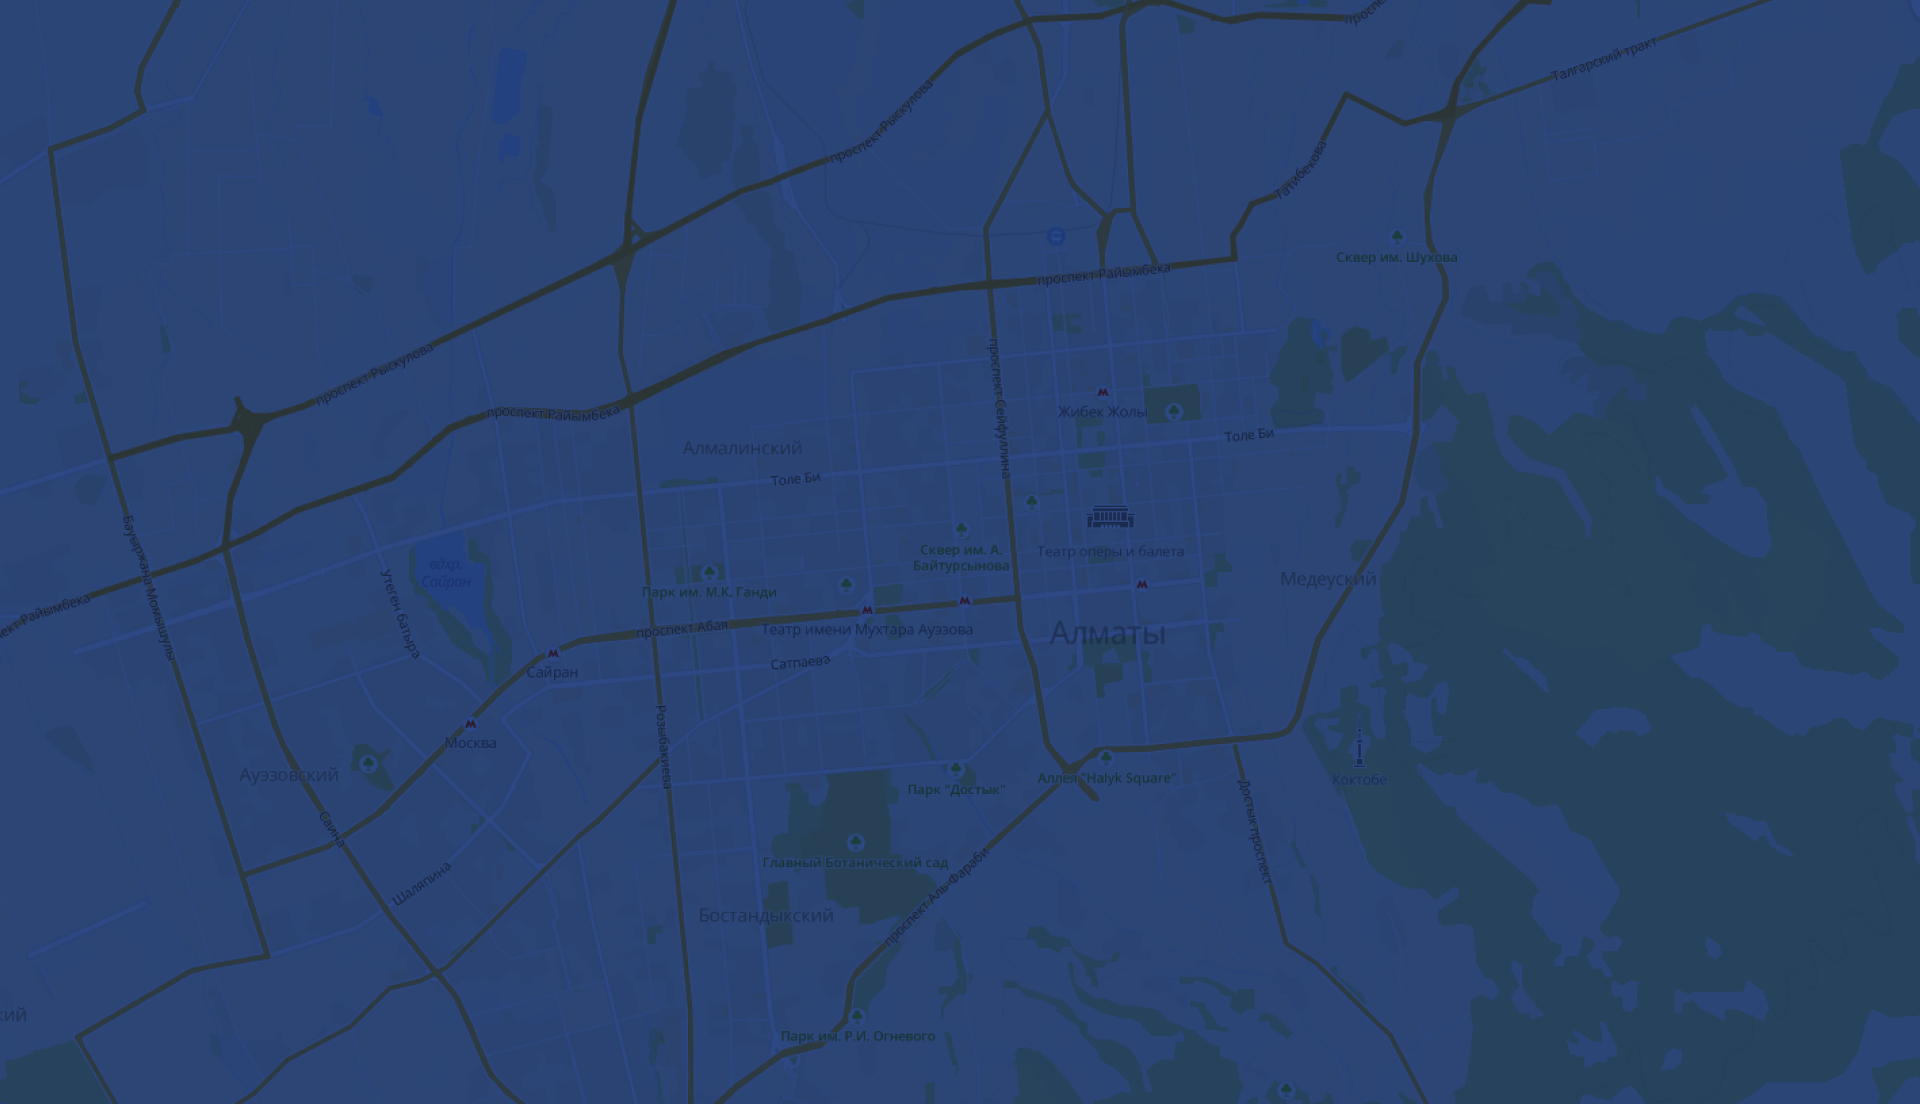 Талгарский тракт
проспект Рыскулова
Татибекова
Сквер им. Шухова
проспект Райымбека
проспект Рыскулова
проспект Сейфуллина
проспект Райымбека
Жибек Жолы
Толе Би
Алмалинский
Толе Би
Бауыржана Момышулы
вдхр.
Сайран
Сквер им. А.
Байтурсынова
Театр оперы и балета
Медеуский
Парк им. М.К. Ганди
Утеген батыра
Райымбека
проспект Абая
Театр имени Мухтара Ауэзова
Алматы
Сатпаева
Сайран
Розыбакиева
Москва
Ауэзовский
Аллея "Halyk Square"
Коктобе
Парк "Достык"
Достык проспект
Саина
Главный Ботанический сад
Шаляпина
проспект Аль-Фараби
Бостандыкский
Парк им. Р.И. Огневого